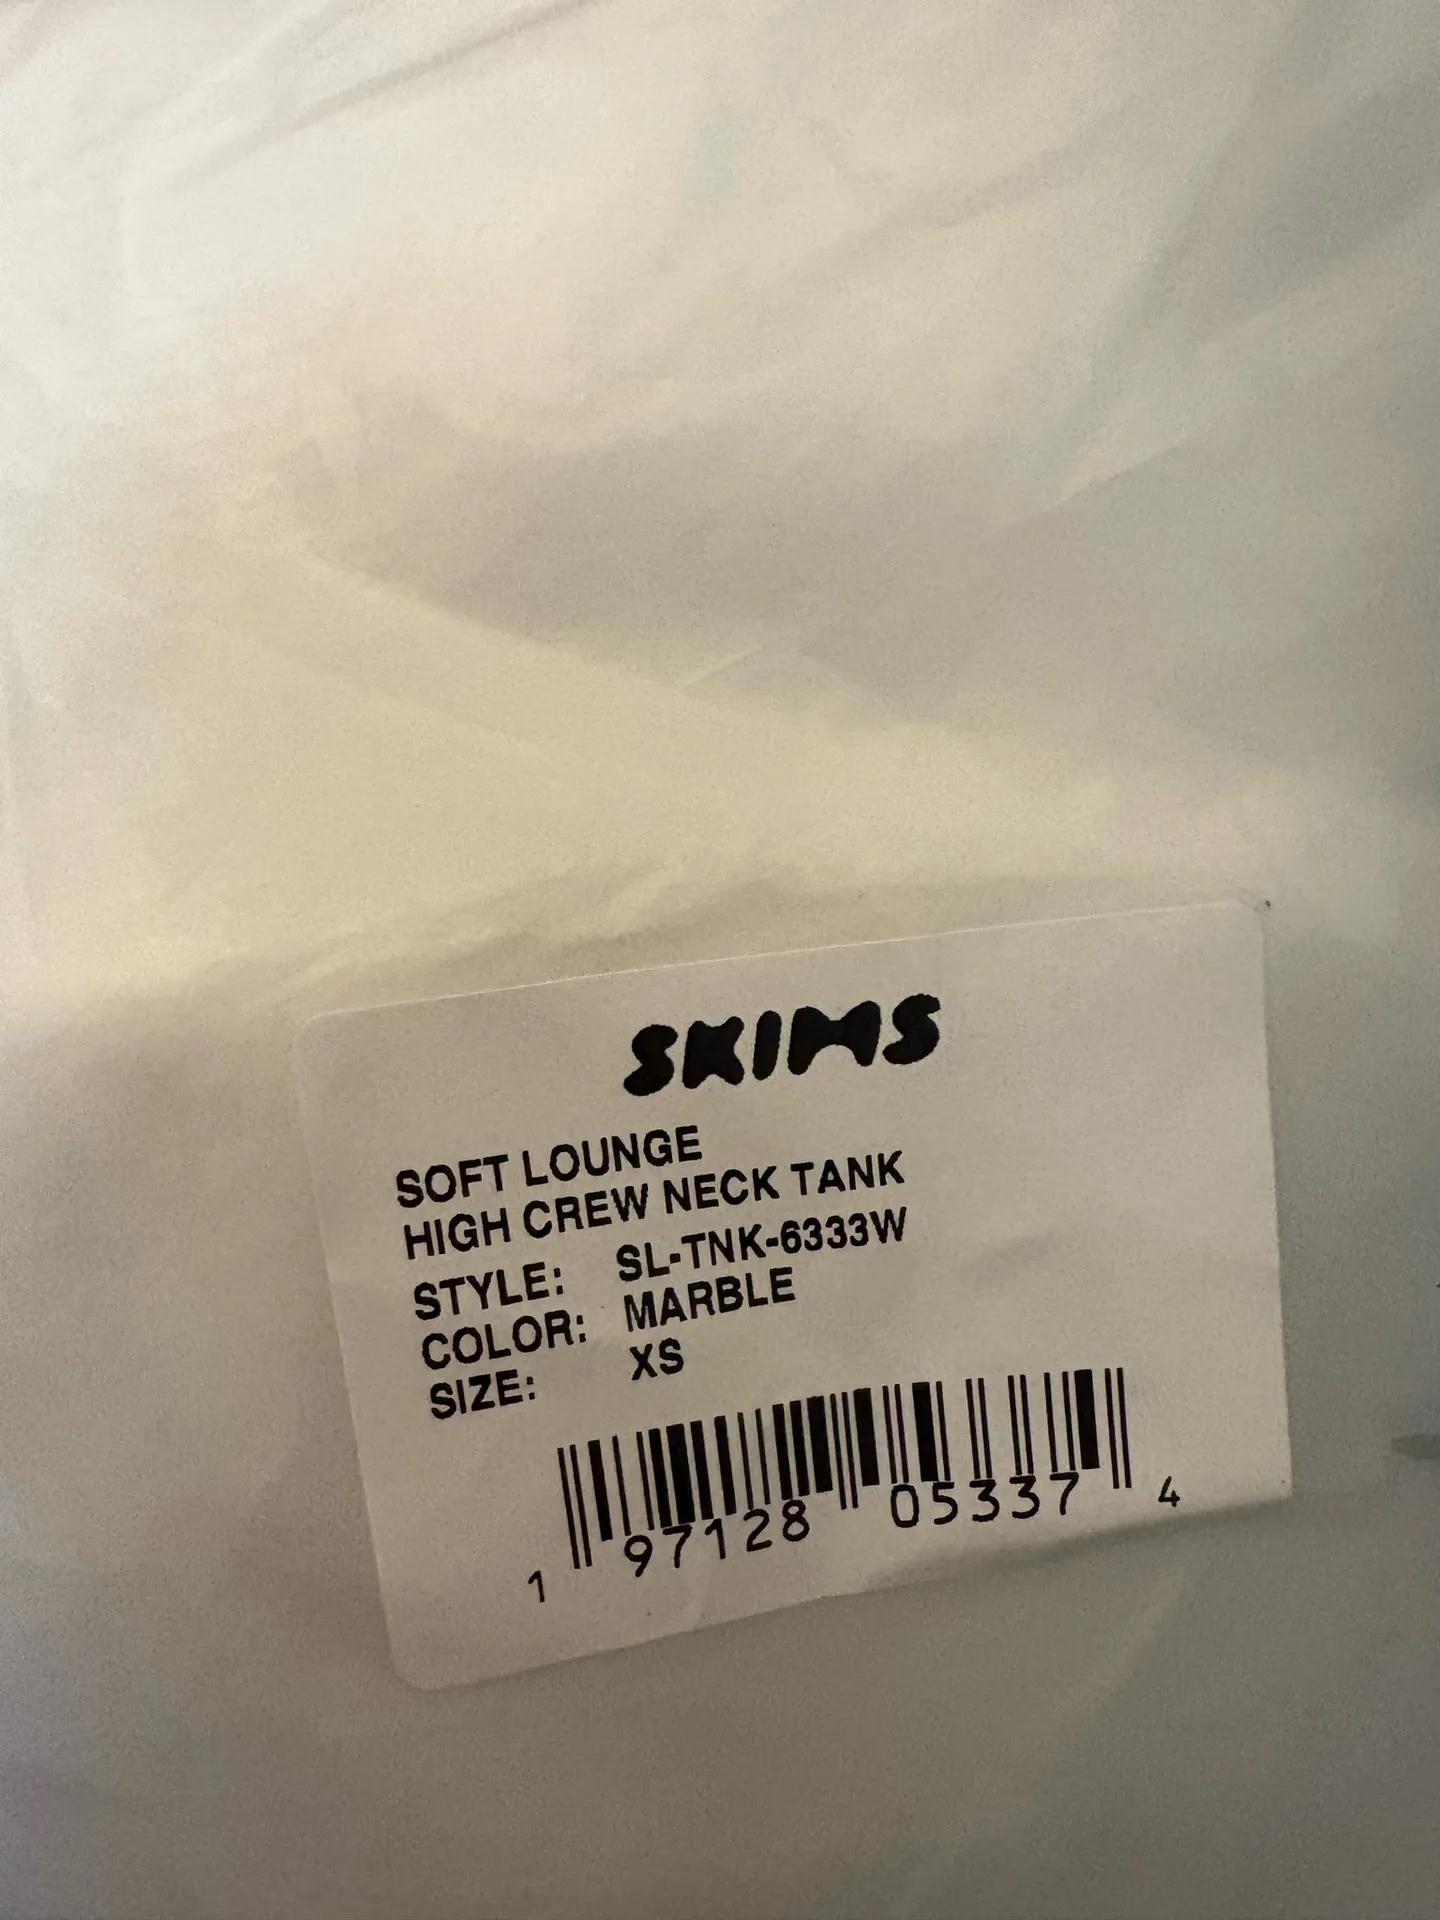 SKIMS
SOFT LOUNGE
HIGH CREW NECK TANK
STYLE: SL-TNK-6333W
COLOR: MARBLE
SIZE: XS
1 97128 05337 4